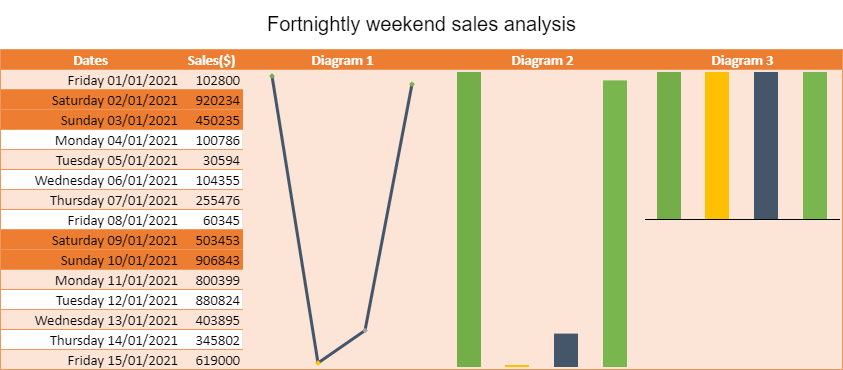 Fortnightly weekend sales analysis
Dates Sales($) Diagram 1 Diagram 2 Diagram 3
Friday 01/01/2021 102800
Saturday 02/01/2021 920234
Sunday 03/01/2021 450235
Monday 04/01/2021 100786
Tuesday 05/01/2021 30594
Wednesday 06/01/2021 104355
Thursday 07/01/2021 255476
Friday 08/01/2021 60345
Saturday 09/01/2021 503453
Sunday 10/01/2021 906843
Monday 11/01/2021 800399
Tuesday 12/01/2021 880824
Wednesday 13/01/2021 403895
Thursday 14/01/2021 345802
Friday 15/01/2021 619000